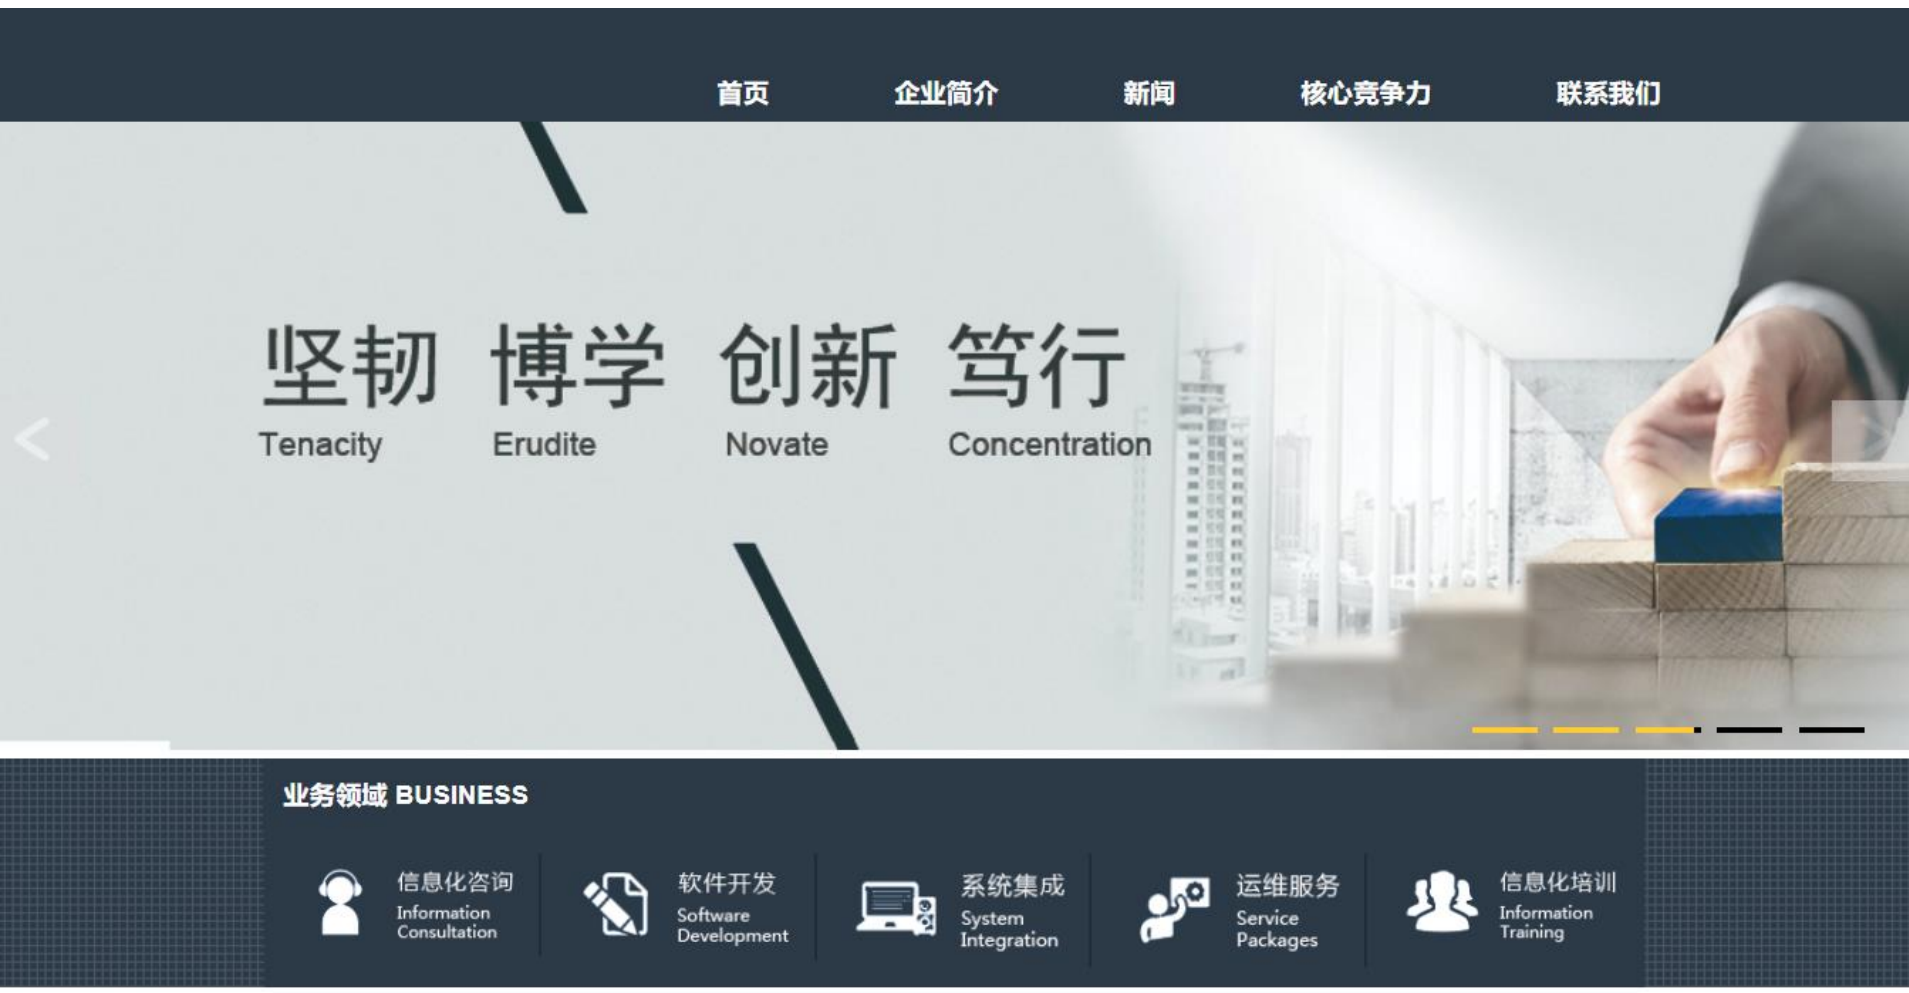 首页 企业简介 新闻 核心竞争力 联系我们
坚韧 博学 创新 笃行
Tenacity Erudite Novate Concentration
业务领域 BUSINESS
信息化咨询
Information
Consultation
软件开发
Software
Development
系统集成
System
Integration
运维服务
Service
Packages
信息化培训
Information
Training